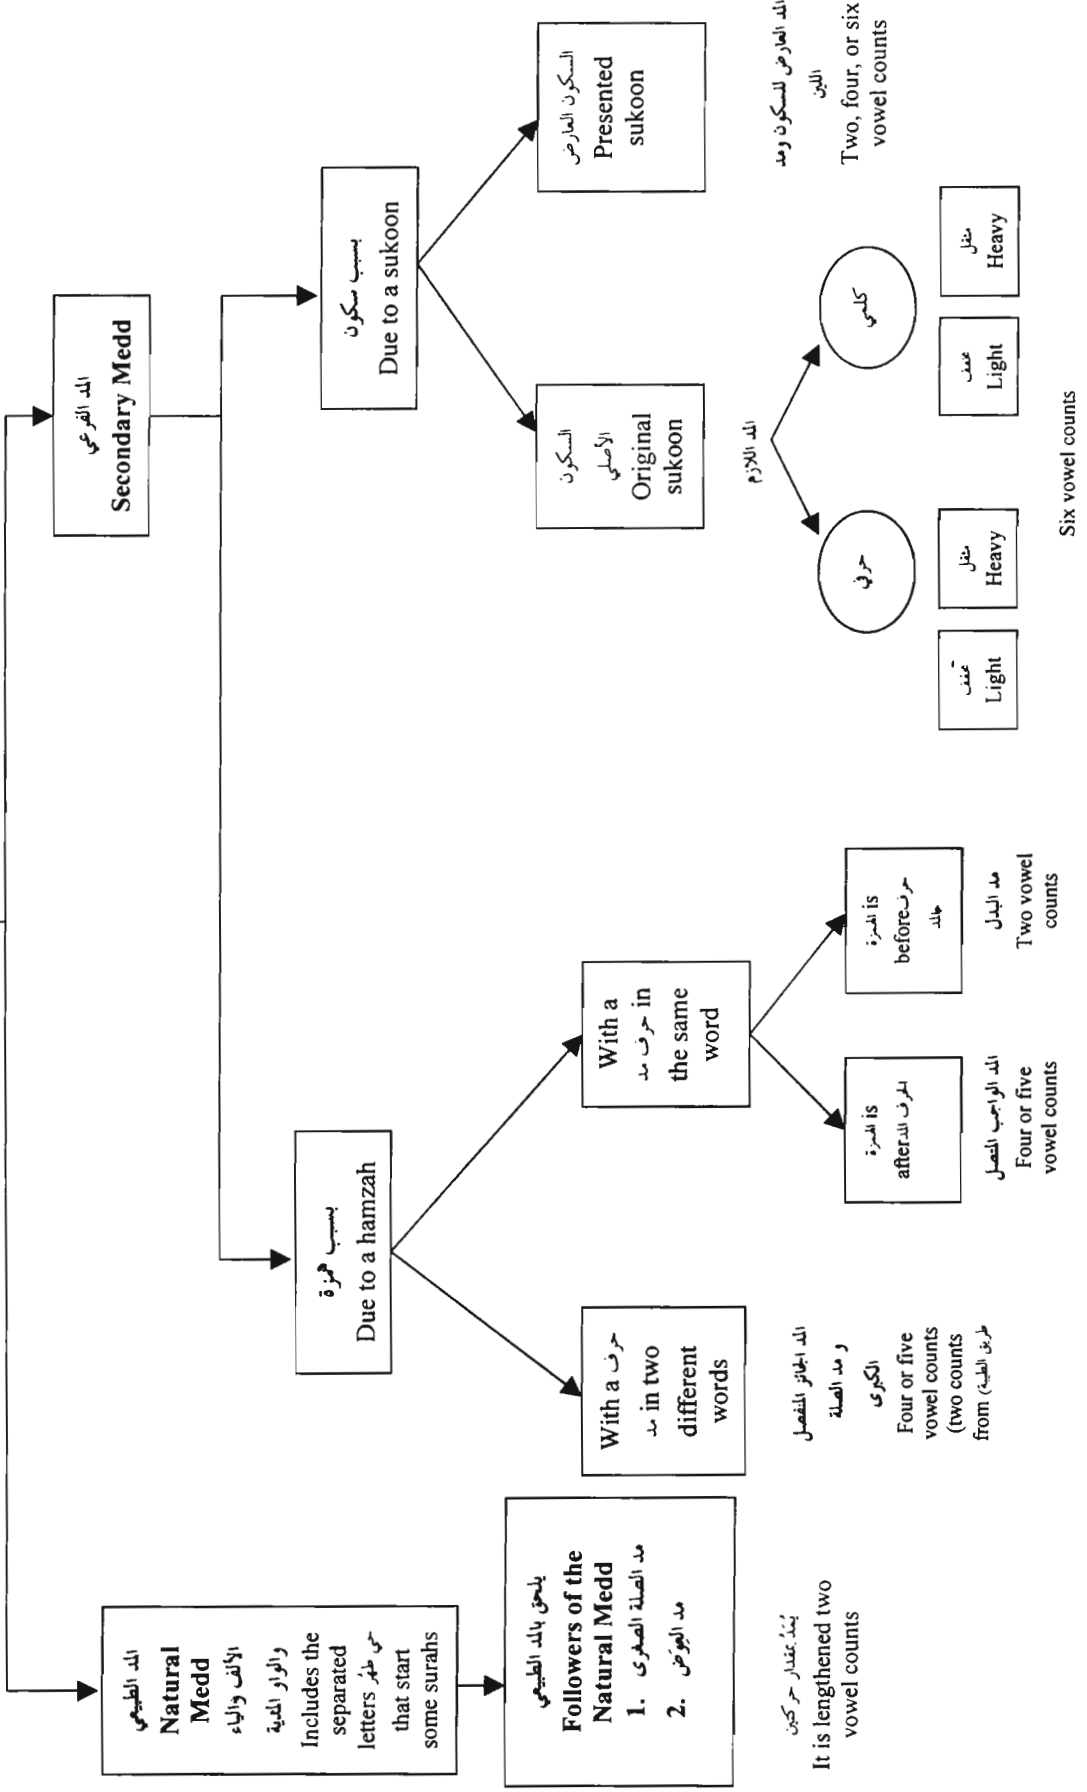 المد الطبيعي
Natural
Medd
الألف والياء
والواو المدية
Includes the
separated
letters حي طهُر
that start
some surahs
يلحق بالمد الطبيعي
Followers of the
Natural Medd
1. مد الصلة الصغرى
2. مد العِوَض
يُمَدُّ بمقدار حركتين
It is lengthened two
vowel counts
المد الفرعي
Secondary Medd
بسبب همزة
Due to a hamzah
With a حرف
مد in two
different
words
المد الجائز المنفصل
و مد الصلة
الكبرى
Four or five
vowel counts
(two counts
from (طريق الطيبة
With a
حرف مد in
the same
word
الهمزة is
after
المد الواجب المتصل
Four or five
vowel counts
الهمزة is
before حرف
مد البدل
Two vowel
counts
بسبب سكون
Due to a sukoon
السكون
الأصلي
Original
sukoon
المد اللازم
حرفي
مخفف
Light
مثقل
Heavy
كلمي
مخفف
Light
مثقل
Heavy
Six vowel counts
السكون العارض
Presented
sukoon
المد العارض للسكون ومد
اللين
Two, four, or six
vowel counts